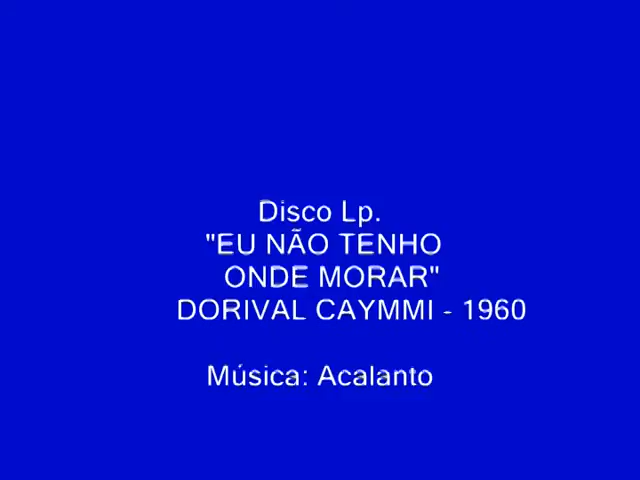 Disco Lp.
"EU NÃO TENHO
ONDE MORAR"
DORIVAL CAYMMI - 1960
Música: Acalanto